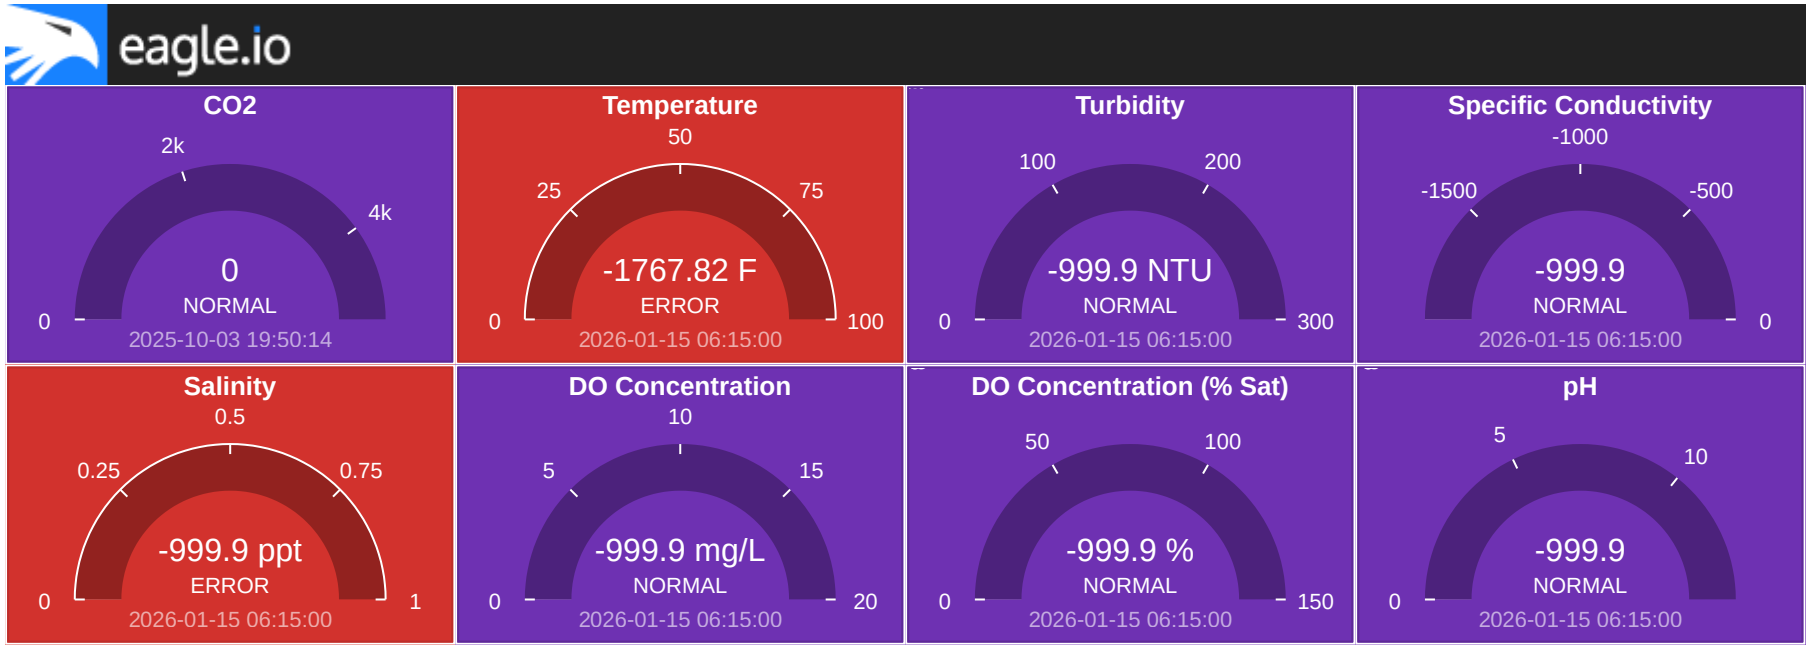 eagle.io
CO2
2k
4k
0
NORMAL
0
2025-10-03 19:50:14
Temperature
50
25
75
-1767.82 F
ERROR
0
100
2026-01-15 06:15:00
Turbidity
100
200
-999.9 NTU
NORMAL
0
300
2026-01-15 06:15:00
Specific Conductivity
-1000
-1500
-500
-999.9
NORMAL
0
2026-01-15 06:15:00
Salinity
0.5
0.25
0.75
-999.9 ppt
ERROR
0
1
2026-01-15 06:15:00
DO Concentration
10
5
15
-999.9 mg/L
NORMAL
0
20
2026-01-15 06:15:00
DO Concentration (% Sat)
50
100
-999.9 %
NORMAL
0
150
2026-01-15 06:15:00
pH
5
10
-999.9
NORMAL
0
2026-01-15 06:15:00